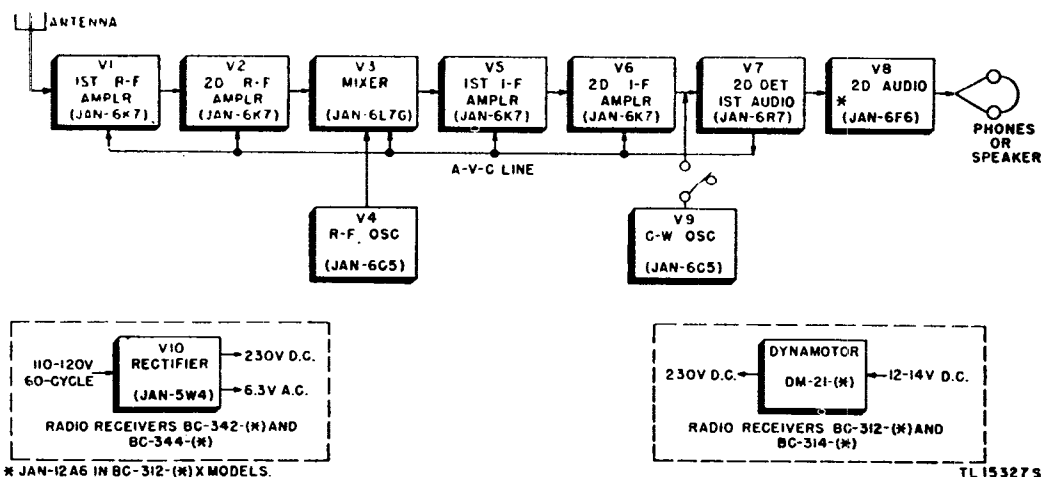 ANTENNA
V1
1ST R-F
AMPLR
(JAN-6K7)
V2
2D R-F
AMPLR
(JAN-6K7)
V3
MIXER
(JAN-6L7G)
V5
1ST I-F
AMPLR
(JAN-6K7)
V6
2D I-F
AMPLR
(JAN-6K7)
V7
2D DET
1ST AUDIO
(JAN-6R7)
V8
2D AUDIO
*
(JAN-6F6)
PHONES
OR
SPEAKER
A-V-C LINE
V4
R-F OSC
(JAN-6C5)
V9
C-W OSC
(JAN-6C5)
110-120V
60-CYCLE
V10
RECTIFIER
(JAN-5W4)
230V D.C.
6.3V A.C.
RADIO RECEIVERS BC-342-(*) AND
BC-344-(*)
230V D.C.
DYNAMOTOR
DM-21-(*)
12-14V D.C.
RADIO RECEIVERS BC-312-(*) AND
BC-314-(*)
* JAN-12A6 IN BC-312-(*)X MODELS.
TL15327S